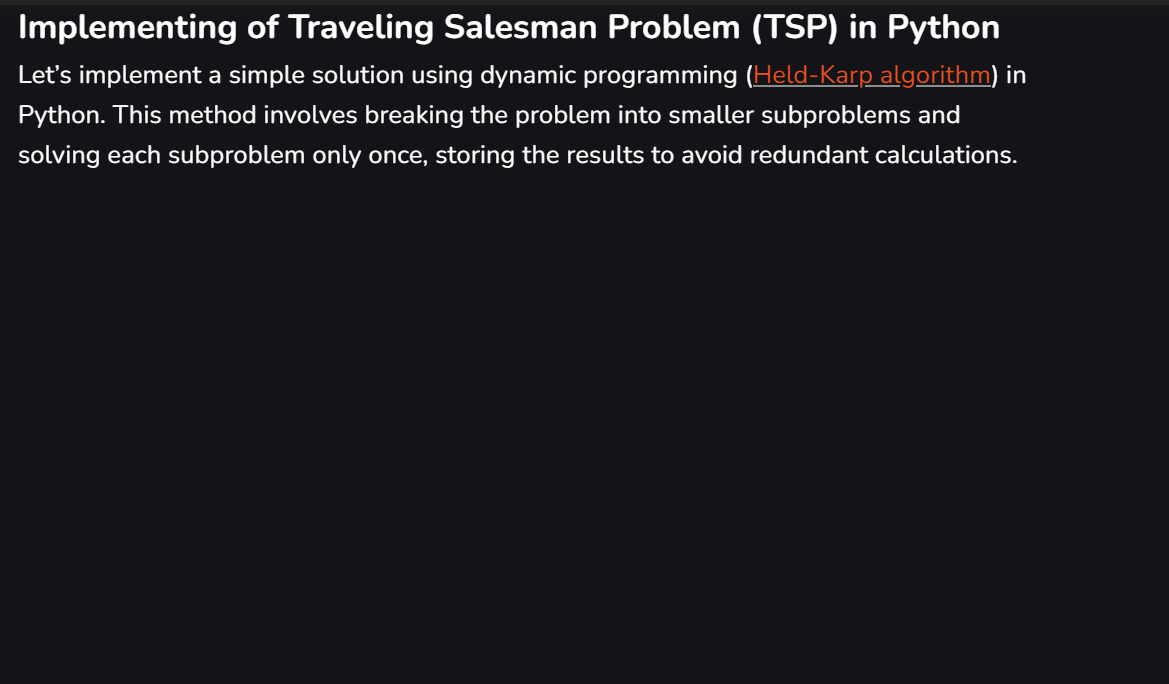 Implementing of Traveling Salesman Problem (TSP) in Python
Let’s implement a simple solution using dynamic programming (Held-Karp algorithm) in
Python. This method involves breaking the problem into smaller subproblems and
solving each subproblem only once, storing the results to avoid redundant calculations.